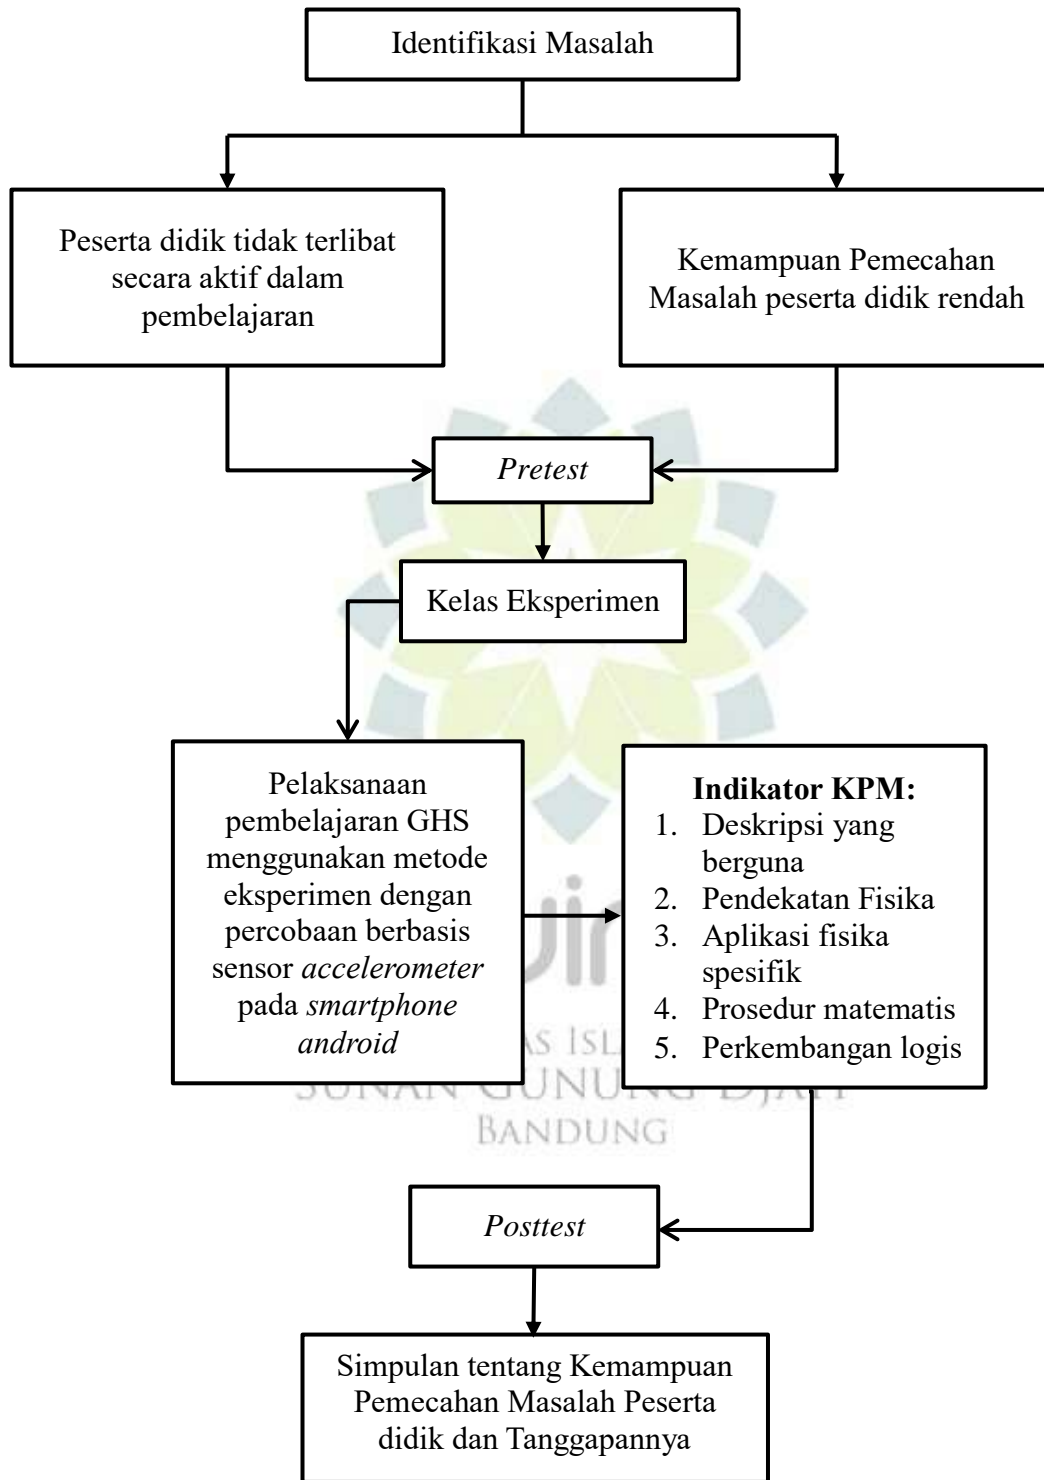 Identifikasi Masalah
Peserta didik tidak terlibat
secara aktif dalam
pembelajaran
Kemampuan Pemecahan
Masalah peserta didik rendah
Pretest
Kelas Eksperimen
Pelaksanaan
pembelajaran GHS
menggunakan metode
eksperimen dengan
percobaan berbasis
sensor accelerometer
pada smartphone
android
Indikator KPM:
1. Deskripsi yang
berguna
2. Pendekatan Fisika
3. Aplikasi fisika
spesifik
4. Prosedur matematis
5. Perkembangan logis
SUNAN GUNUNG DJATI
BANDUNG
Posttest
Simpulan tentang Kemampuan
Pemecahan Masalah Peserta
didik dan Tanggapannya